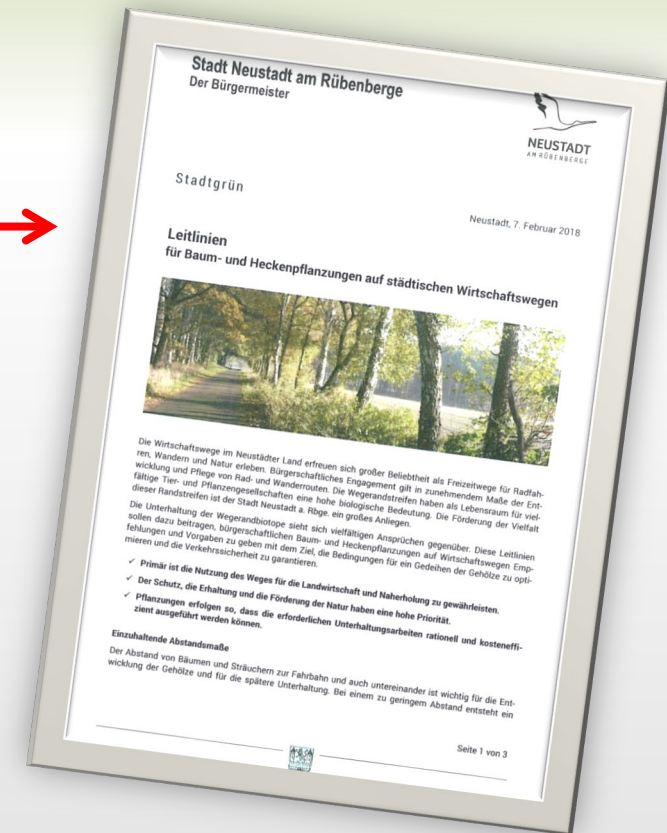 Stadt Neustadt am Rübenberge
Der Bürgermeister
NEUSTADT
AM RÜBENBERGE
Stadtgrün
Neustadt, 7. Februar 2018
Leitlinien
für Baum- und Heckenpflanzungen auf städtischen Wirtschaftswegen
Die Wirtschaftswege im Neustädter Land erfreuen sich großer Beliebtheit als Freizeitwege für Radfah-
ren, Wandern und Natur erleben. Bürgerschaftliches Engagement gilt in zunehmendem Maße der Ent-
wicklung und Pflege von Rad- und Wanderrouten. Die Wegerandstreifen haben als Lebensraum für viel-
fältige Tier- und Pflanzengesellschaften eine hohe biologische Bedeutung. Die Förderung der Vielfalt
dieser Randstreifen ist der Stadt Neustadt a. Rbge. ein großes Anliegen.
Die Unterhaltung der Wegerandbiotope sieht sich vielfältigen Ansprüchen gegenüber. Diese Leitlinien
sollen dazu beitragen, bürgerschaftlichen Baum- und Heckenpflanzungen auf Wirtschaftswegen Emp-
fehlungen und Vorgaben zu geben mit dem Ziel, die Bedingungen für ein Gedeihen der Gehölze zu opti-
mieren und die Verkehrssicherheit zu garantieren.
✓ Primär ist die Nutzung des Weges für die Landwirtschaft und Naherholung zu gewährleisten.
✓ Der Schutz, die Erhaltung und die Förderung der Natur haben eine hohe Priorität.
✓ Pflanzungen erfolgen so, dass die erforderlichen Unterhaltungsarbeiten rationell und kosteneffi-
zient ausgeführt werden können.
Einzuhaltende Abstandsmaße
Der Abstand von Bäumen und Sträuchern zur Fahrbahn und auch untereinander ist wichtig für die Ent-
wicklung der Gehölze und für die spätere Unterhaltung. Bei einem zu geringem Abstand entsteht ein
Seite 1 von 3